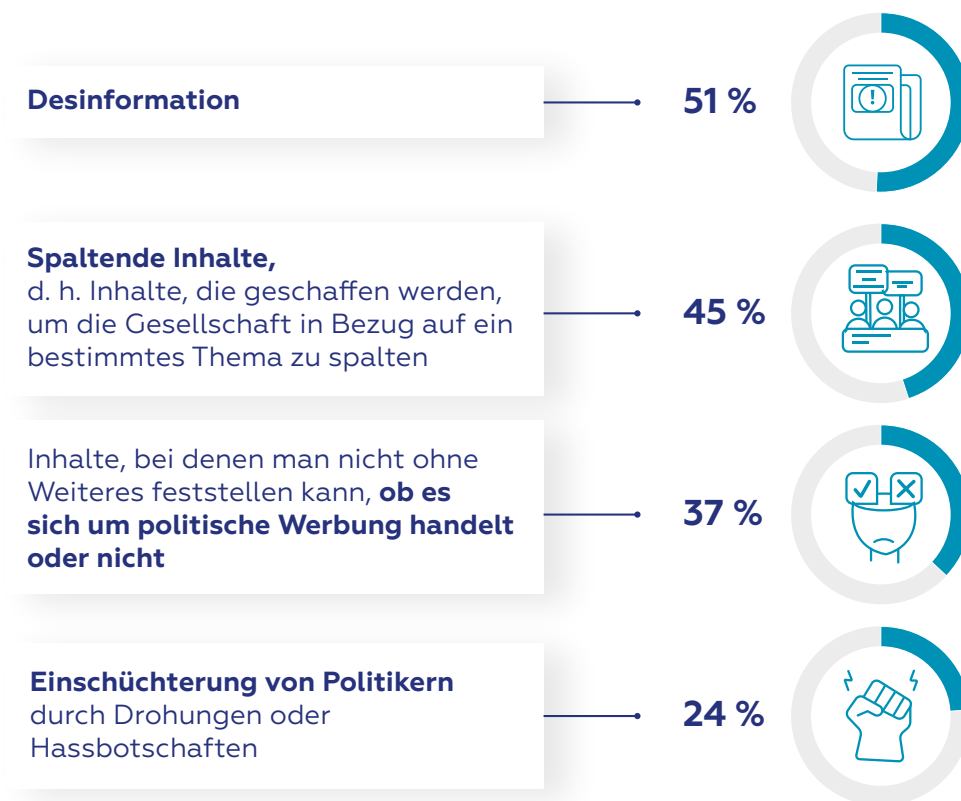 Desinformation
51 %
Spaltende Inhalte,
d. h. Inhalte, die geschaffen werden,
um die Gesellschaft in Bezug auf ein
bestimmtes Thema zu spalten
45 %
Inhalte, bei denen man nicht ohne
Weiteres feststellen kann, ob es
sich um politische Werbung handelt
oder nicht
37 %
Einschüchterung von Politikern
durch Drohungen oder
Hassbotschaften
24 %